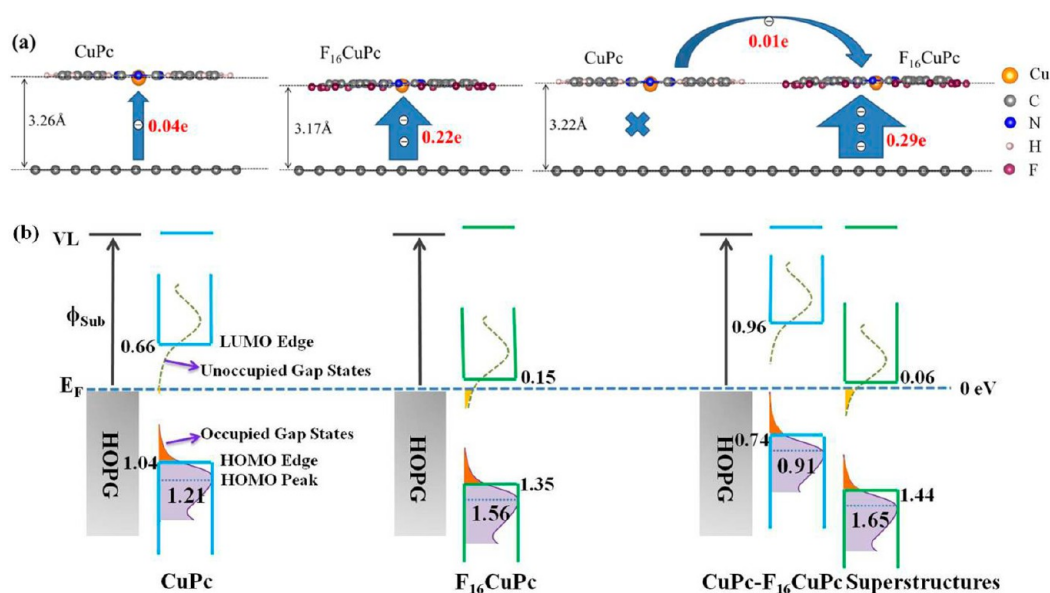 (a)
CuPc
3.26Å
0.04e
F₁₆CuPc
3.17Å
0.22e
CuPc
0.01e
F₁₆CuPc
3.22Å
0.29e
Cu
C
N
H
F
(b)
VL
ϕSub
0.66
LUMO Edge
Unoccupied Gap States
EF
0 eV
HOPG
Occupied Gap States
1.04
HOMO Edge
HOMO Peak
1.21
CuPc
0.15
HOPG
1.35
1.56
F₁₆CuPc
0.96
0.06
HOPG
0.74
0.91
1.44
1.65
CuPc-F₁₆CuPc Superstructures